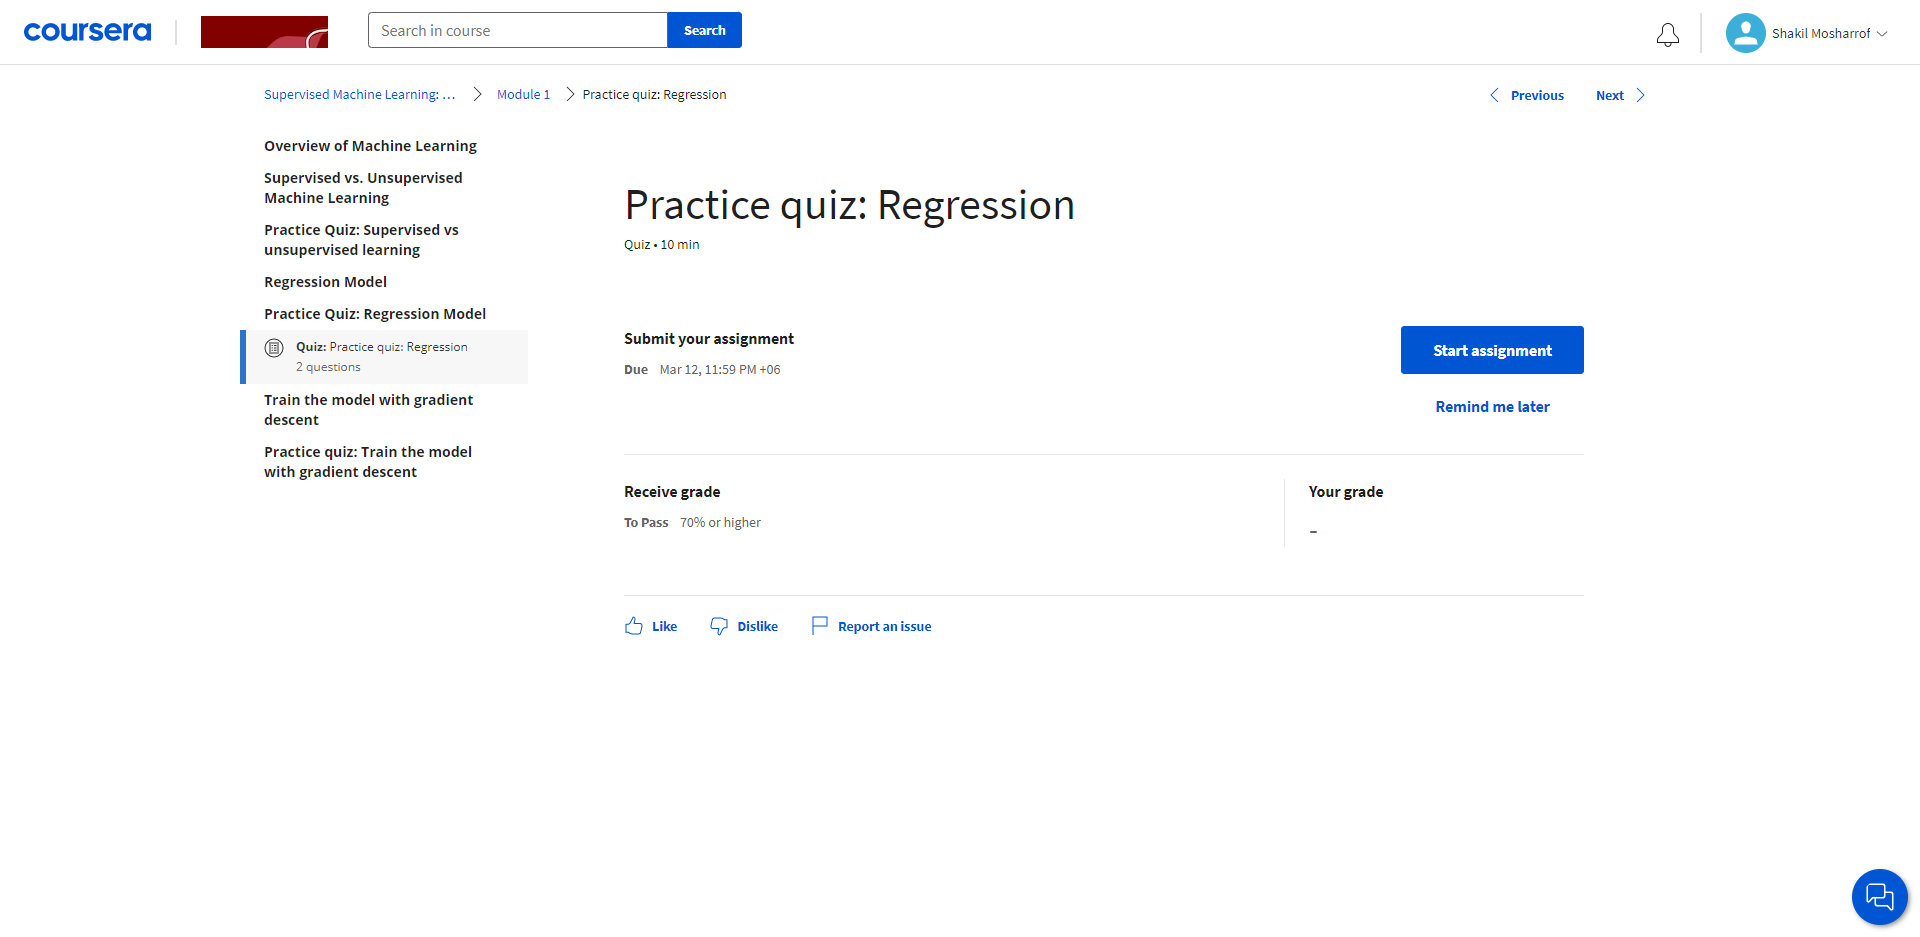 coursera
Search in course
Search
Shakil Mosharrof
Supervised Machine Learning: ...
Module 1
Practice quiz: Regression
Previous
Next
Overview of Machine Learning
Supervised vs. Unsupervised
Machine Learning
Practice Quiz: Supervised vs
unsupervised learning
Regression Model
Practice Quiz: Regression Model
Quiz: Practice quiz: Regression
2 questions
Train the model with gradient
descent
Practice quiz: Train the model
with gradient descent
Practice quiz: Regression
Quiz • 10 min
Submit your assignment
Due Mar 12, 11:59 PM +06
Start assignment
Remind me later
Receive grade
To Pass 70% or higher
Your grade
–
Like
Dislike
Report an issue